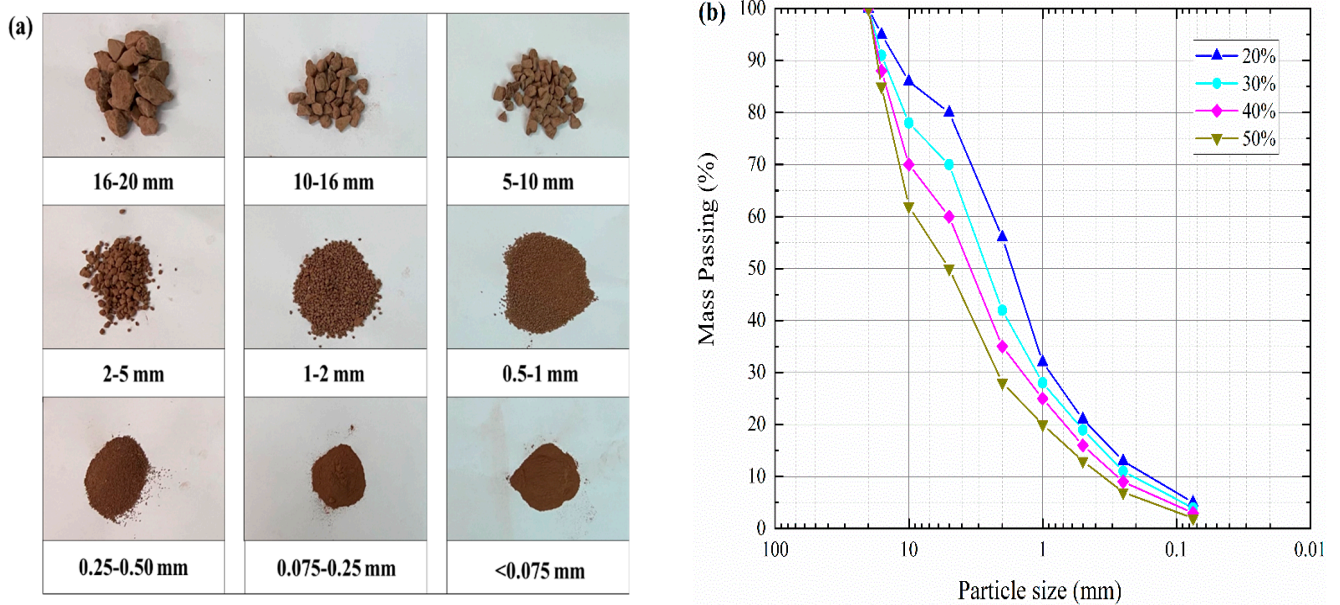 (a)
16-20 mm
10-16 mm
5-10 mm
2-5 mm
1-2 mm
0.5-1 mm
0.25-0.50 mm
0.075-0.25 mm
<0.075 mm
(b)
100
90
80
70
60
50
40
30
20
10
0
Mass Passing (%)
20%
30%
40%
50%
100
10
1
0.1
0.01
Particle size (mm)